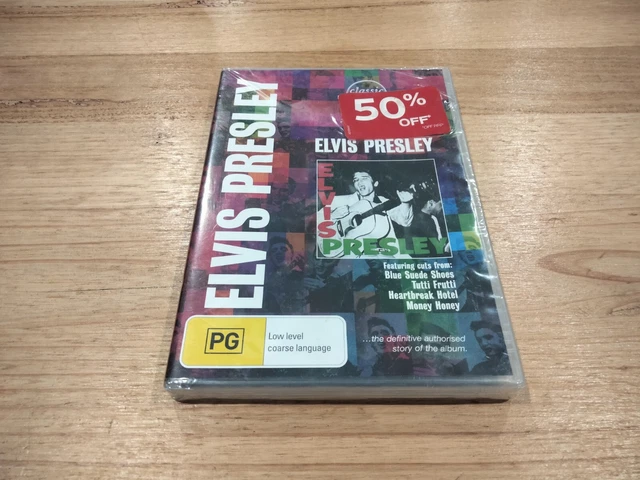 ELVIS PRESLEY
classic
50%
OFF*
ELVIS PRESLEY
ELVIS
PRESLEY
Featuring cuts from:
Blue Suede Shoes
Tutti Frutti
Heartbreak Hotel
Money Honey
PG
Low level
coarse language
...the definitive authorised
story of the album.